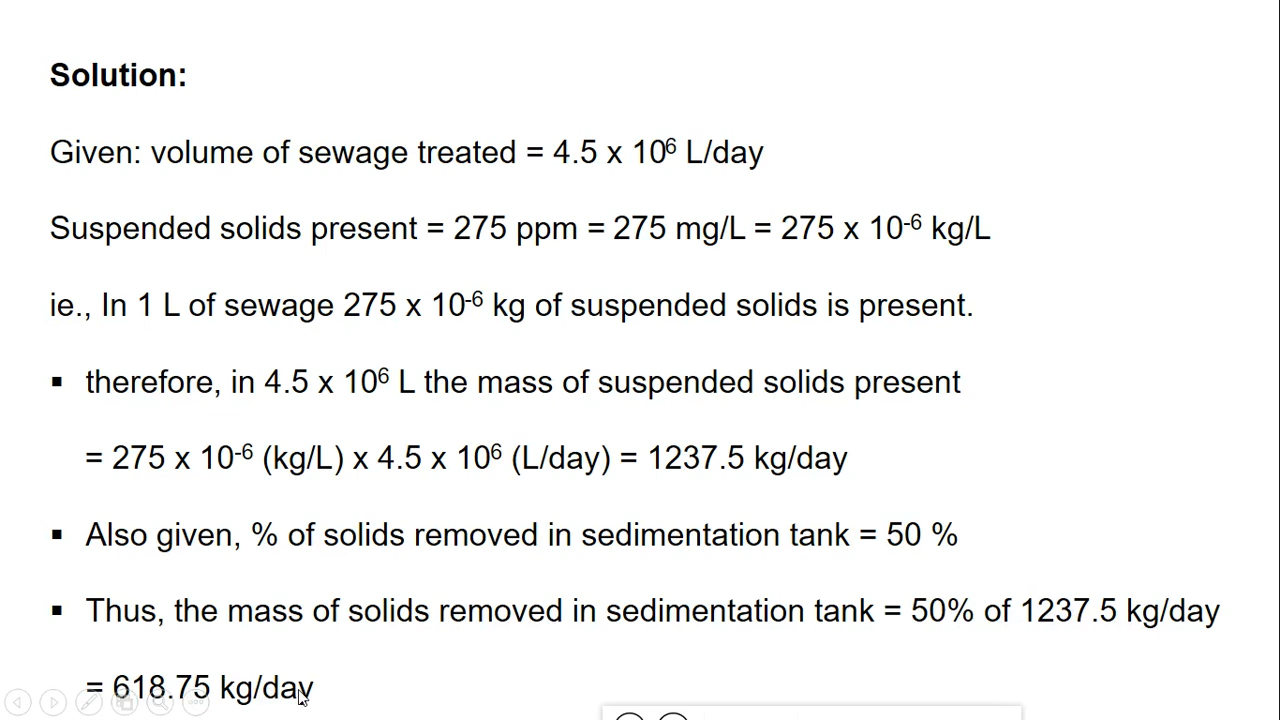 Solution:
Given: volume of sewage treated = 4.5 x 10⁶ L/day
Suspended solids present = 275 ppm = 275 mg/L = 275 x 10⁻⁶ kg/L
ie., In 1 L of sewage 275 x 10⁻⁶ kg of suspended solids is present.
▪ therefore, in 4.5 x 10⁶ L the mass of suspended solids present
= 275 x 10⁻⁶ (kg/L) x 4.5 x 10⁶ (L/day) = 1237.5 kg/day
▪ Also given, % of solids removed in sedimentation tank = 50 %
▪ Thus, the mass of solids removed in sedimentation tank = 50% of 1237.5 kg/day
= 618.75 kg/day